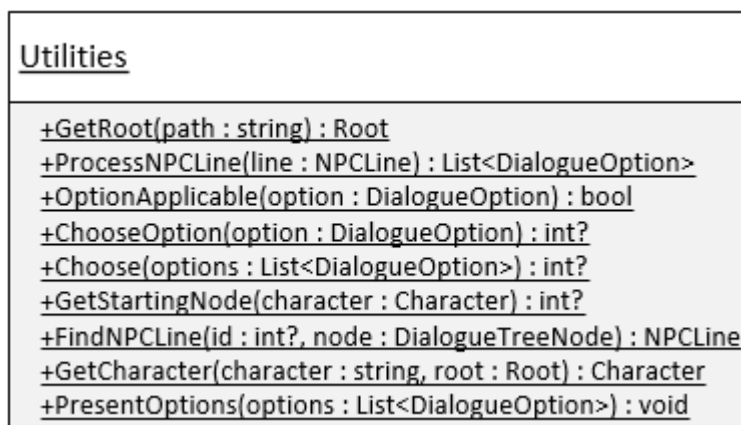 Utilities
+GetRoot(path : string) : Root
+ProcessNPCLine(line : NPCLine) : List<DialogueOption>
+OptionApplicable(option : DialogueOption) : bool
+ChooseOption(option : DialogueOption) : int?
+Choose(options : List<DialogueOption>) : int?
+GetStartingNode(character : Character) : int?
+FindNPCLine(id : int?, node : DialogueTreeNode) : NPCLine
+GetCharacter(character : string, root : Root) : Character
+PresentOptions(options : List<DialogueOption>) : void